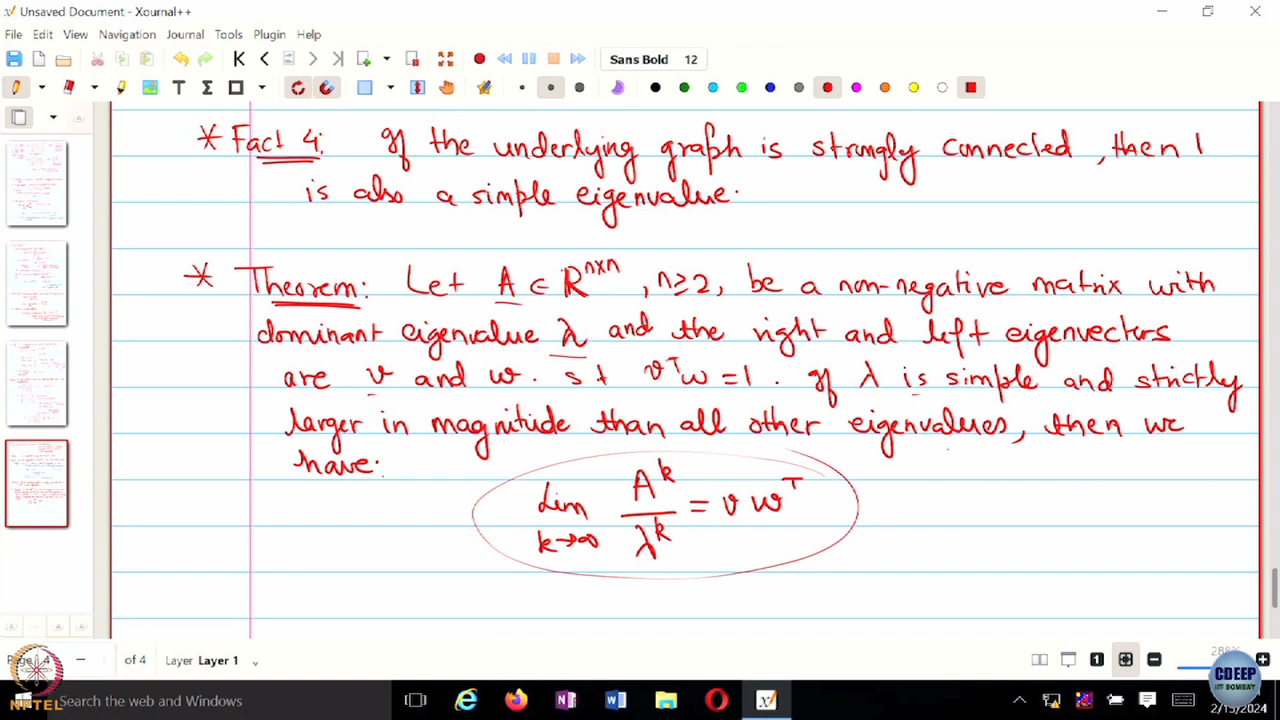 Unsaved Document - Xournal++
File Edit View Navigation Journal Tools Plugin Help
Sans Bold 12
* Fact 4: If the underlying graph is strongly connected, then 1
is also a simple eigenvalue.
* Theorem: Let A ∈ R^{n×n}, n≥2, be a non-negative matrix with
dominant eigenvalue λ and the right and left eigenvectors
are v and w. s t v^T w = 1. If λ is simple and strictly
larger in magnitude than all other eigenvalues, then we
have:
Lim_{k→∞} A^k / λ^k = v w^T
of 4 Layer Layer 1
288%
Search the web and Windows
NPTEL
CDEEP
IIT BOMBAY
2/15/2024